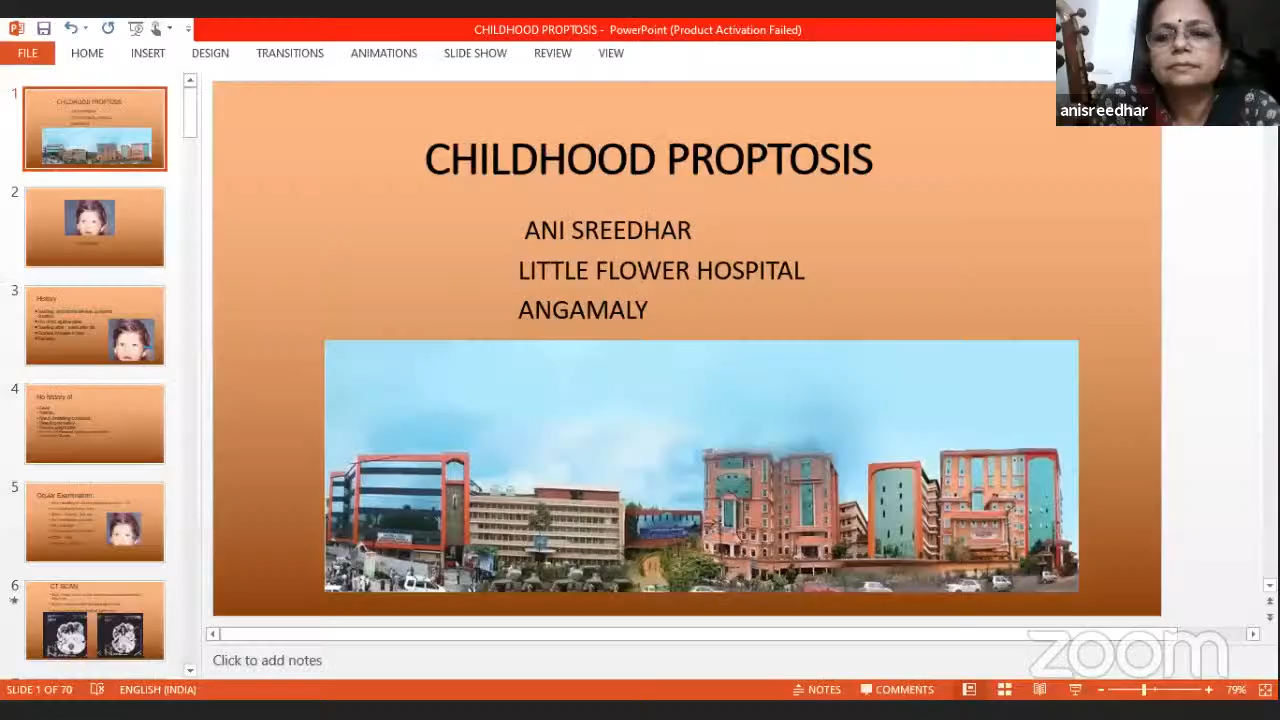 CHILDHOOD PROPTOSIS - PowerPoint (Product Activation Failed)
FILE HOME INSERT DESIGN TRANSITIONS ANIMATIONS SLIDE SHOW REVIEW VIEW
anisreedhar
1
CHILDHOOD PROPTOSIS
2
3
History
4
No history of
5
Ocular Examination:
6
CT SCAN
CHILDHOOD PROPTOSIS
ANI SREEDHAR
LITTLE FLOWER HOSPITAL
ANGAMALY
Click to add notes
zoom
SLIDE 1 OF 70 ENGLISH (INDIA) NOTES COMMENTS 79%